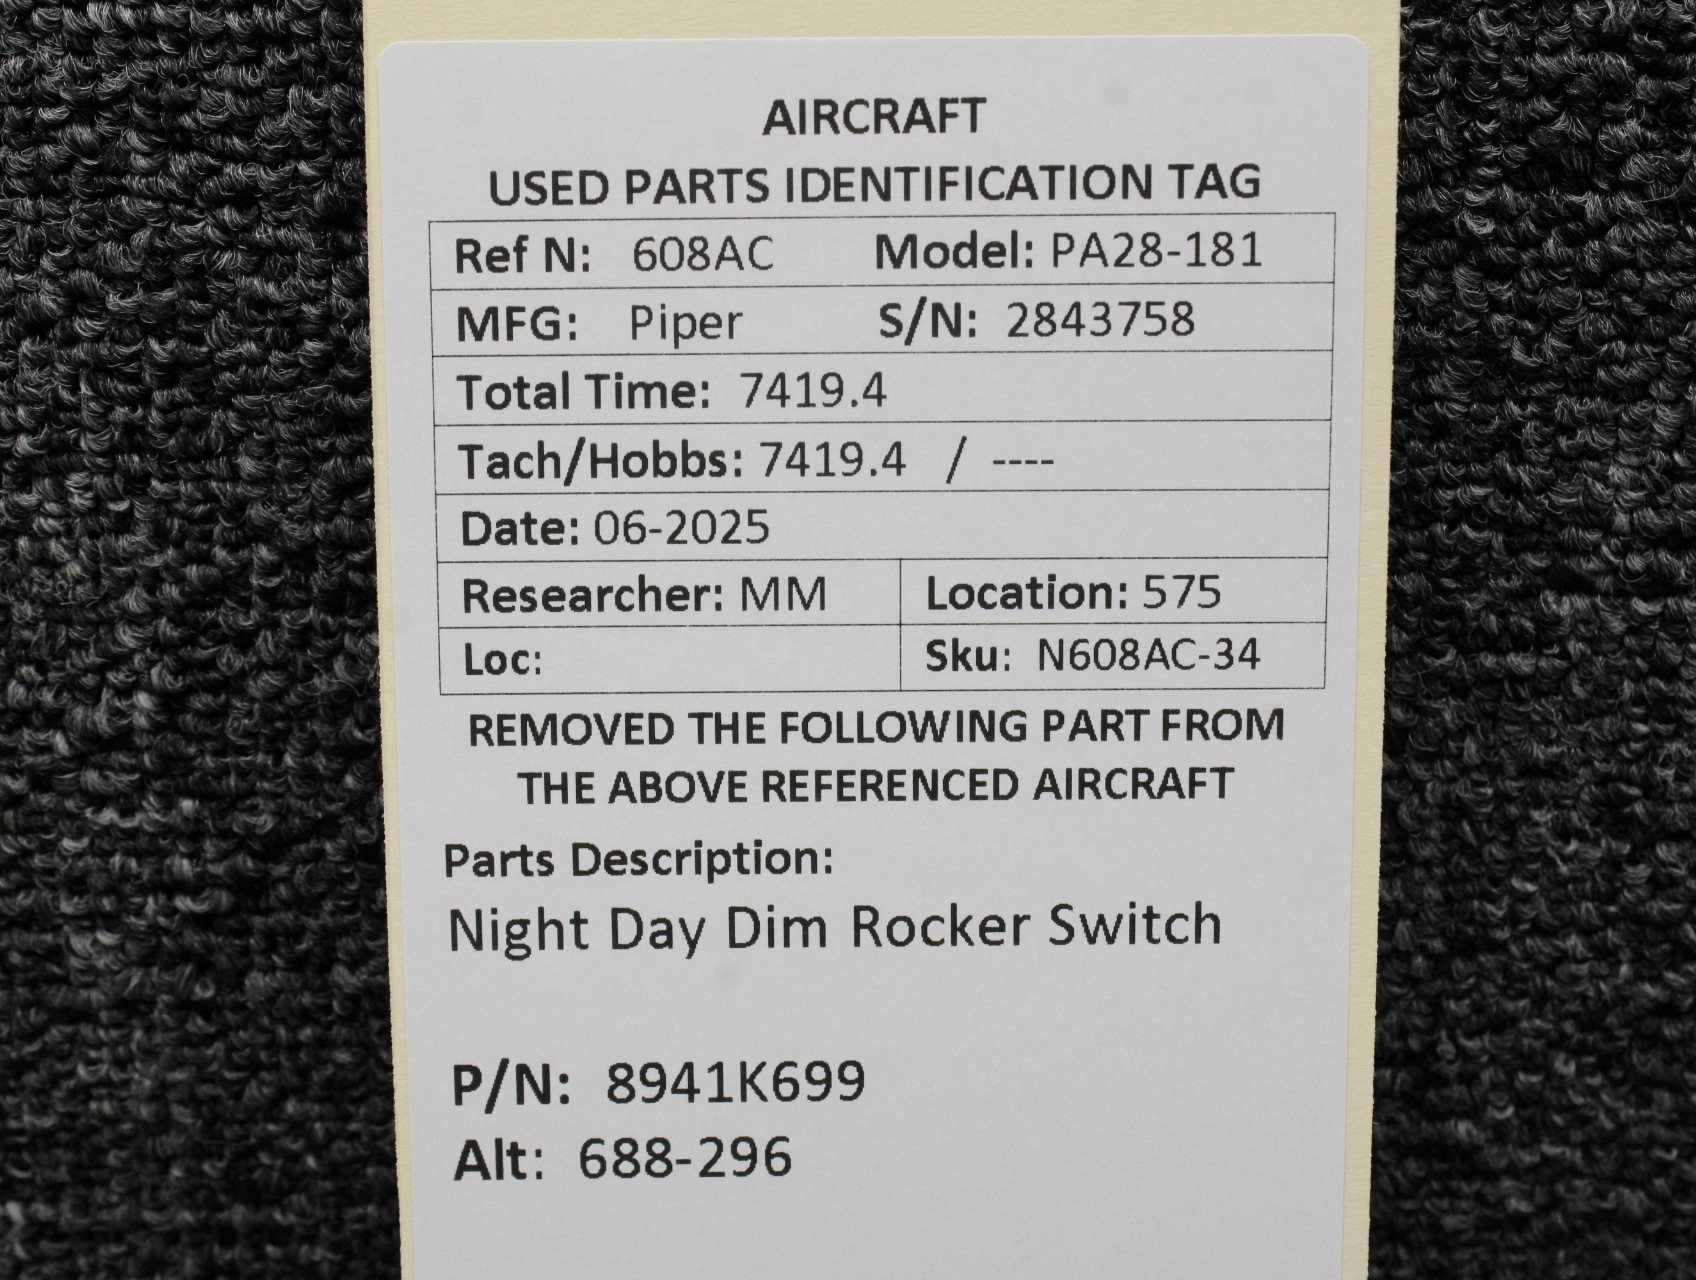 AIRCRAFT
USED PARTS IDENTIFICATION TAG
Ref N: 608AC Model: PA28-181
MFG: Piper S/N: 2843758
Total Time: 7419.4
Tach/Hobbs: 7419.4 / ----
Date: 06-2025
Researcher: MM Location: 575
Loc: Sku: N608AC-34
REMOVED THE FOLLOWING PART FROM
THE ABOVE REFERENCED AIRCRAFT
Parts Description:
Night Day Dim Rocker Switch
P/N: 8941K699
Alt: 688-296